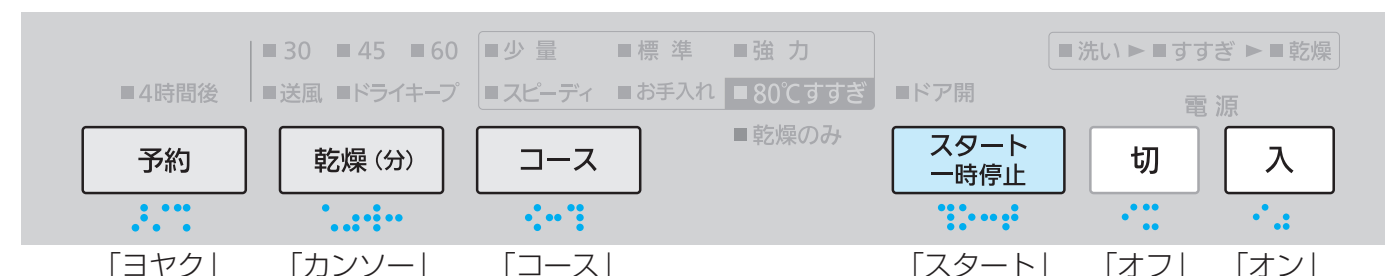 ■30 ■45 ■60 ■少量 ■標準 ■強力 ■洗い ▶ ■すすぎ ▶ ■乾燥
■4時間後 ■送風 ■ドライキープ ■スピーディ ■お手入れ ■80℃すすぎ ■ドア開
電源
■乾燥のみ
予約 乾燥(分) コース スタート 一時停止 切 入
「ヨヤク」 「カンソー」 「コース」 「スタート」 「オフ」 「オン」